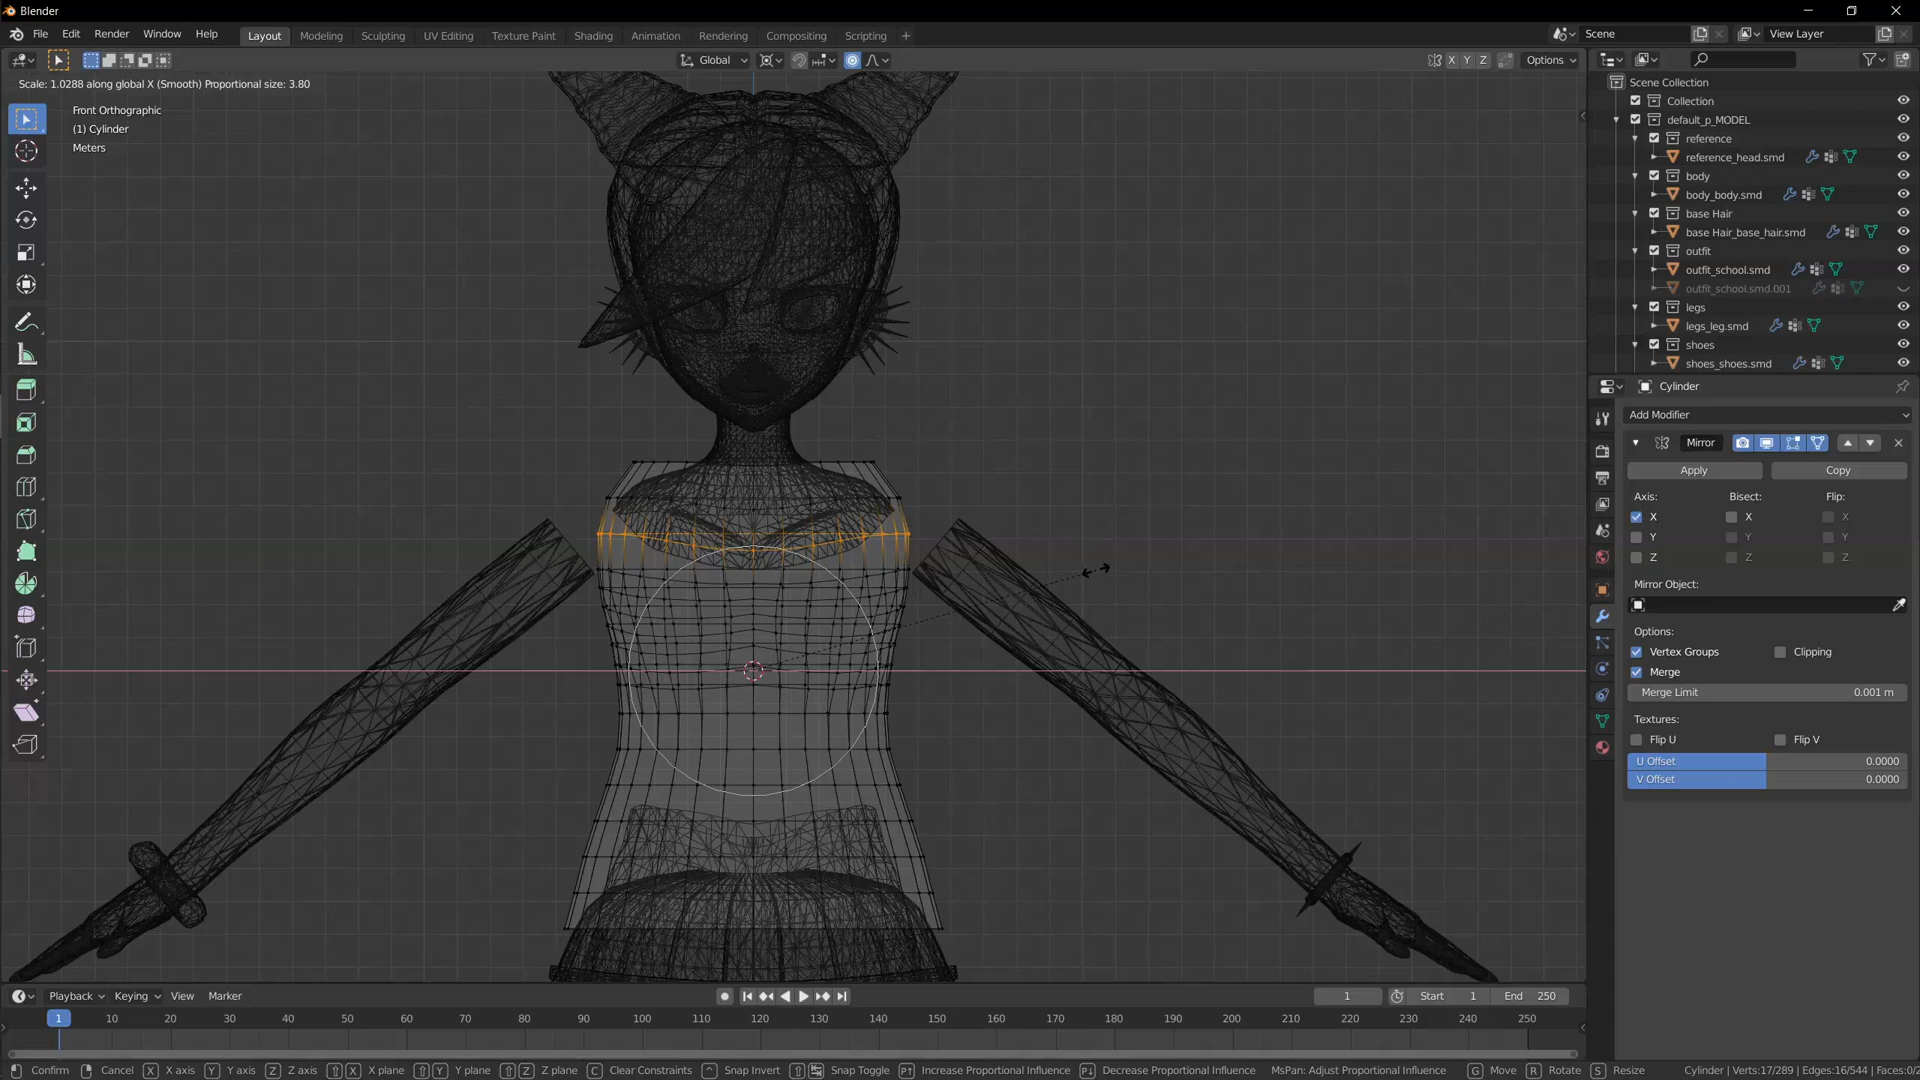 Blender
File Edit Render Window Help Layout Modeling Sculpting UV Editing Texture Paint Shading Animation Rendering Compositing Scripting + Scene View Layer
Global X Y Z Options
Scale: 1.0288 along global X (Smooth) Proportional size: 3.80
Front Orthographic
(1) Cylinder
Meters
Scene Collection
Collection
default_p_MODEL
reference
reference_head.smd
body
body_body.smd
base Hair
base Hair_base_hair.smd
outfit
outfit_school.smd
outfit_school.smd.001
legs
legs_leg.smd
shoes
shoes_shoes.smd
Cylinder
Add Modifier
Mirror
Apply Copy
Axis: Bisect: Flip:
X X X
Y Y Y
Z Z Z
Mirror Object:
Options:
Vertex Groups Clipping
Merge
Merge Limit 0.001 m
Textures:
Flip U Flip V
U Offset 0.0000
V Offset 0.0000
Playback Keying View Marker 1 Start 1 End 250
1 10 20 30 40 50 60 70 80 90 100 110 120 130 140 150 160 170 180 190 200 210 220 230 240 250
Confirm Cancel X X axis Y Y axis Z Z axis X X plane Y Y plane Z Z plane C Clear Constraints Snap Invert Snap Toggle Increase Proportional Influence Decrease Proportional Influence MsPan: Adjust Proportional Influence G Move R Rotate S Resize Cylinder | Verts:17/289 | Edges:16/544 | Faces:0/2